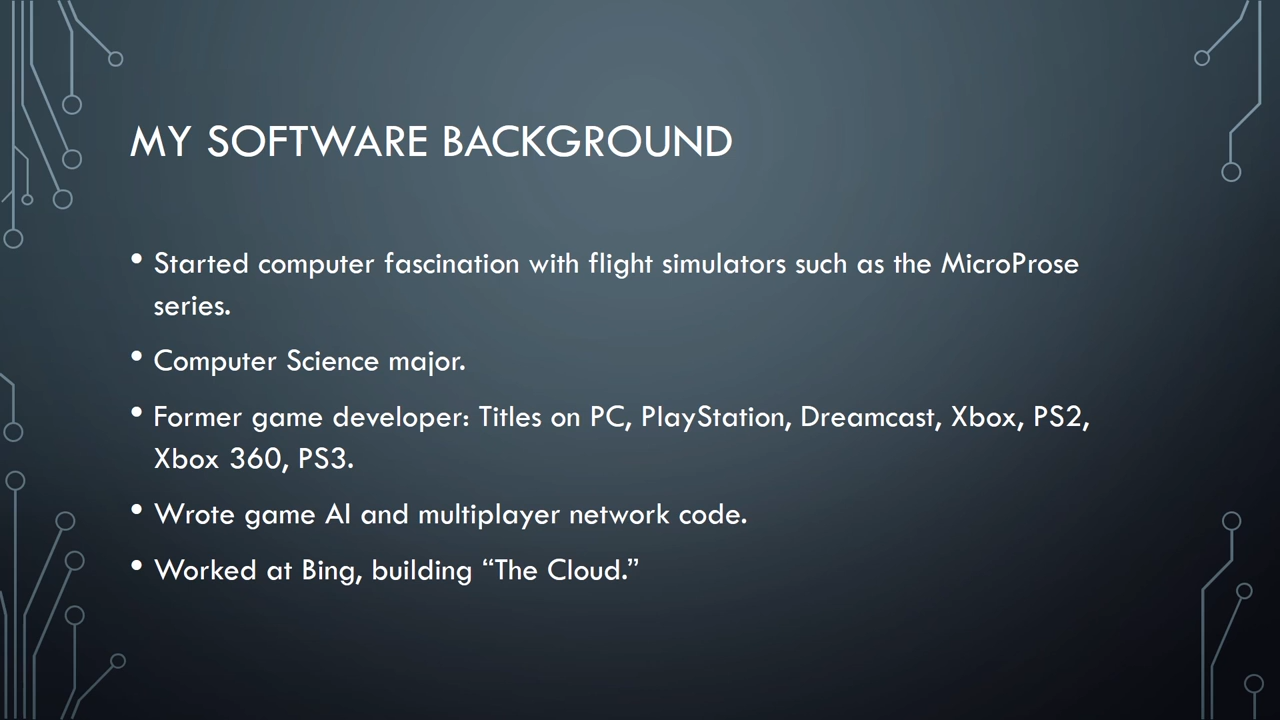 MY SOFTWARE BACKGROUND
• Started computer fascination with flight simulators such as the MicroProse
series.
• Computer Science major.
• Former game developer: Titles on PC, PlayStation, Dreamcast, Xbox, PS2,
Xbox 360, PS3.
• Wrote game AI and multiplayer network code.
• Worked at Bing, building “The Cloud.”